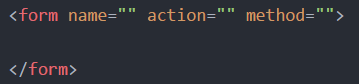 <form name="" action="" method="">
</form>